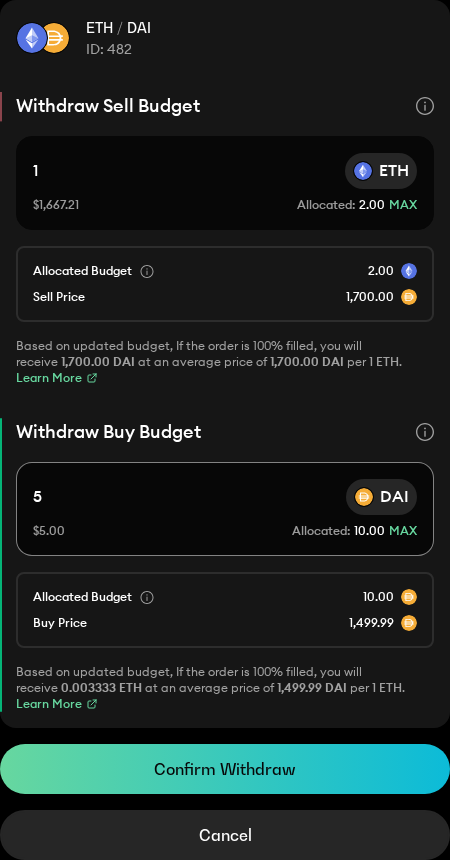 ETH / DAI
ID: 482
Withdraw Sell Budget
1 ETH
$1,667.21 Allocated: 2.00 MAX
Allocated Budget 2.00
Sell Price 1,700.00
Based on updated budget, If the order is 100% filled, you will
receive 1,700.00 DAI at an average price of 1,700.00 DAI per 1 ETH.
Learn More
Withdraw Buy Budget
5 DAI
$5.00 Allocated: 10.00 MAX
Allocated Budget 10.00
Buy Price 1,499.99
Based on updated budget, If the order is 100% filled, you will
receive 0.003333 ETH at an average price of 1,499.99 DAI per 1 ETH.
Learn More
Confirm Withdraw
Cancel